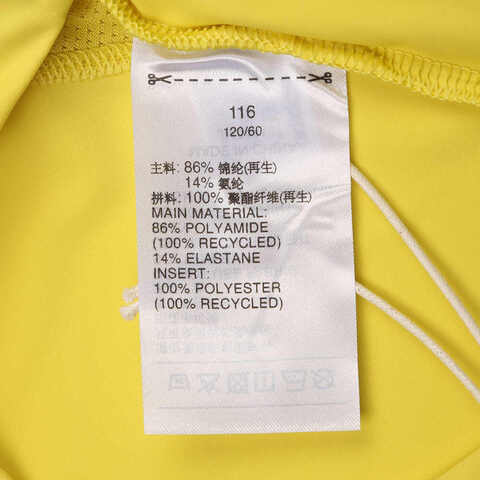 116
120/60
主料: 86% 锦纶(再生)
14% 氨纶
拼料: 100% 聚酯纤维(再生)
MAIN MATERIAL:
86% POLYAMIDE
(100% RECYCLED)
14% ELASTANE
INSERT:
100% POLYESTER
(100% RECYCLED)